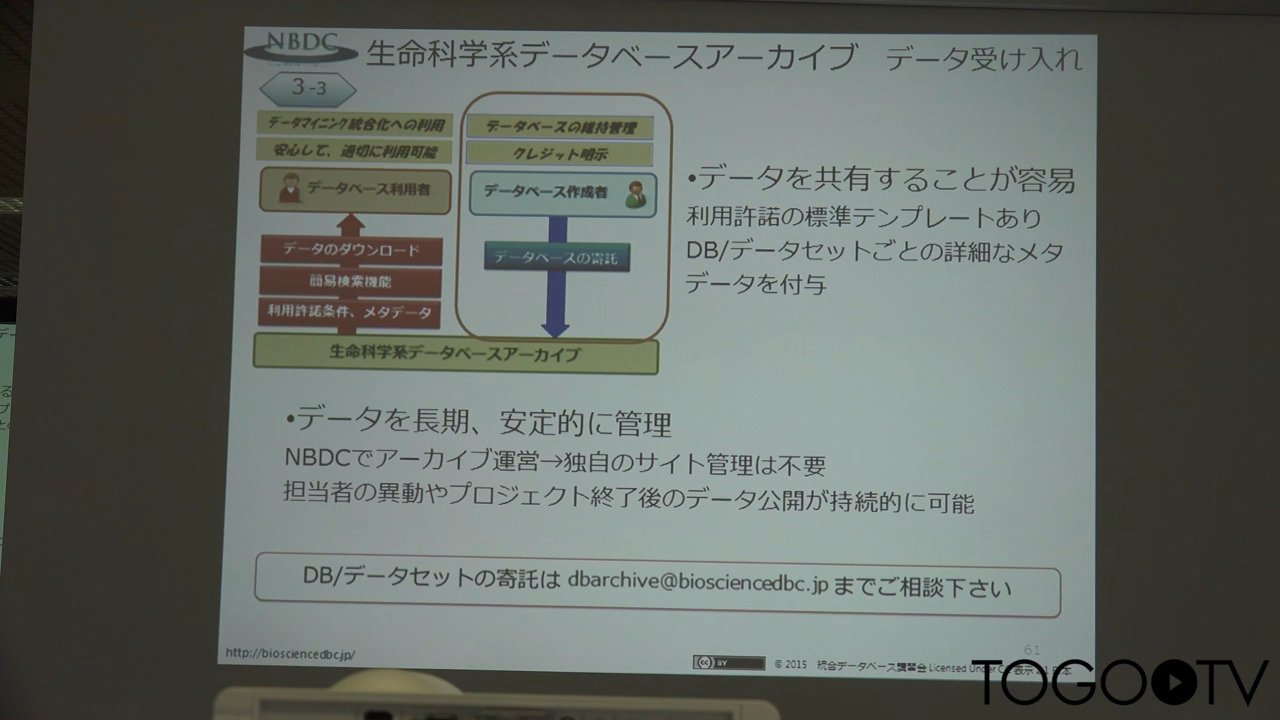 NBDC
生命科学系データベースアーカイブ データ受け入れ
3-3
データマイニング統合化への利用
安心して、適切に利用可能
データベース利用者
データのダウンロード
簡易検索機能
利用許諾条件、メタデータ
データベースの維持管理
クレジット明示
データベース作成者
データベースの寄託
生命科学系データベースアーカイブ
•データを共有することが容易
利用許諾の標準テンプレートあり
DB/データセットごとの詳細なメタ
データを付与
•データを長期、安定的に管理
NBDCでアーカイブ運営→独自のサイト管理は不要
担当者の異動やプロジェクト終了後のデータ公開が持続的に可能
DB/データセットの寄託は dbarchive@biosciencedbc.jp までご相談下さい
http://biosciencedbc.jp/
61
cc BY
© 2015 統合データベース講習会 Licensed Under
TOGOTV